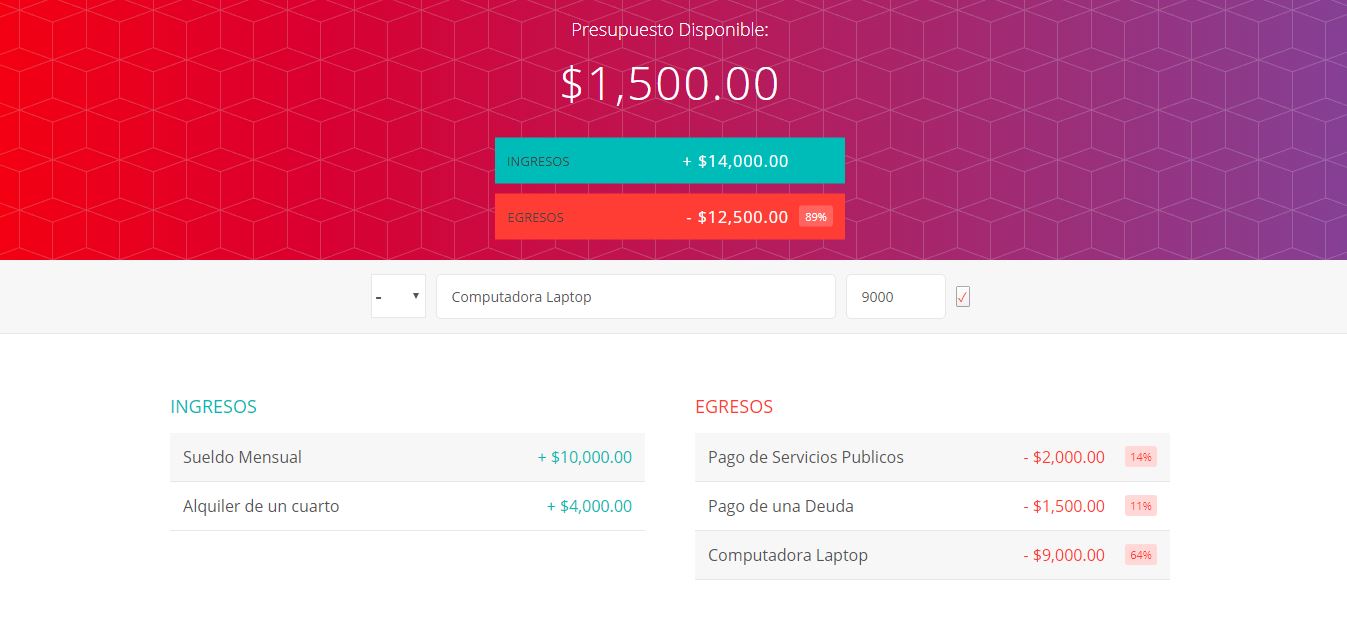 Presupuesto Disponible:
$1,500.00
INGRESOS + $14,000.00
EGRESOS - $12,500.00 89%
- Computadora Laptop 9000
INGRESOS
Sueldo Mensual + $10,000.00
Alquiler de un cuarto + $4,000.00
EGRESOS
Pago de Servicios Publicos - $2,000.00 14%
Pago de una Deuda - $1,500.00 11%
Computadora Laptop - $9,000.00 64%